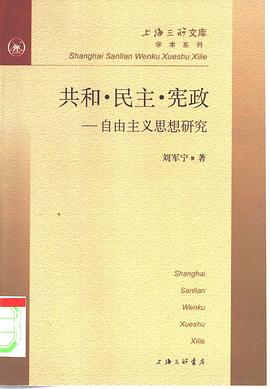 上海三联文库
学术系列
Shanghai Sanlian Wenku Xueshu Xilie
共和·民主·宪政
—自由主义思想研究
刘军宁 著
Shanghai
Sanlian
Wenku
Xueshu
Xilie
上海三联书店